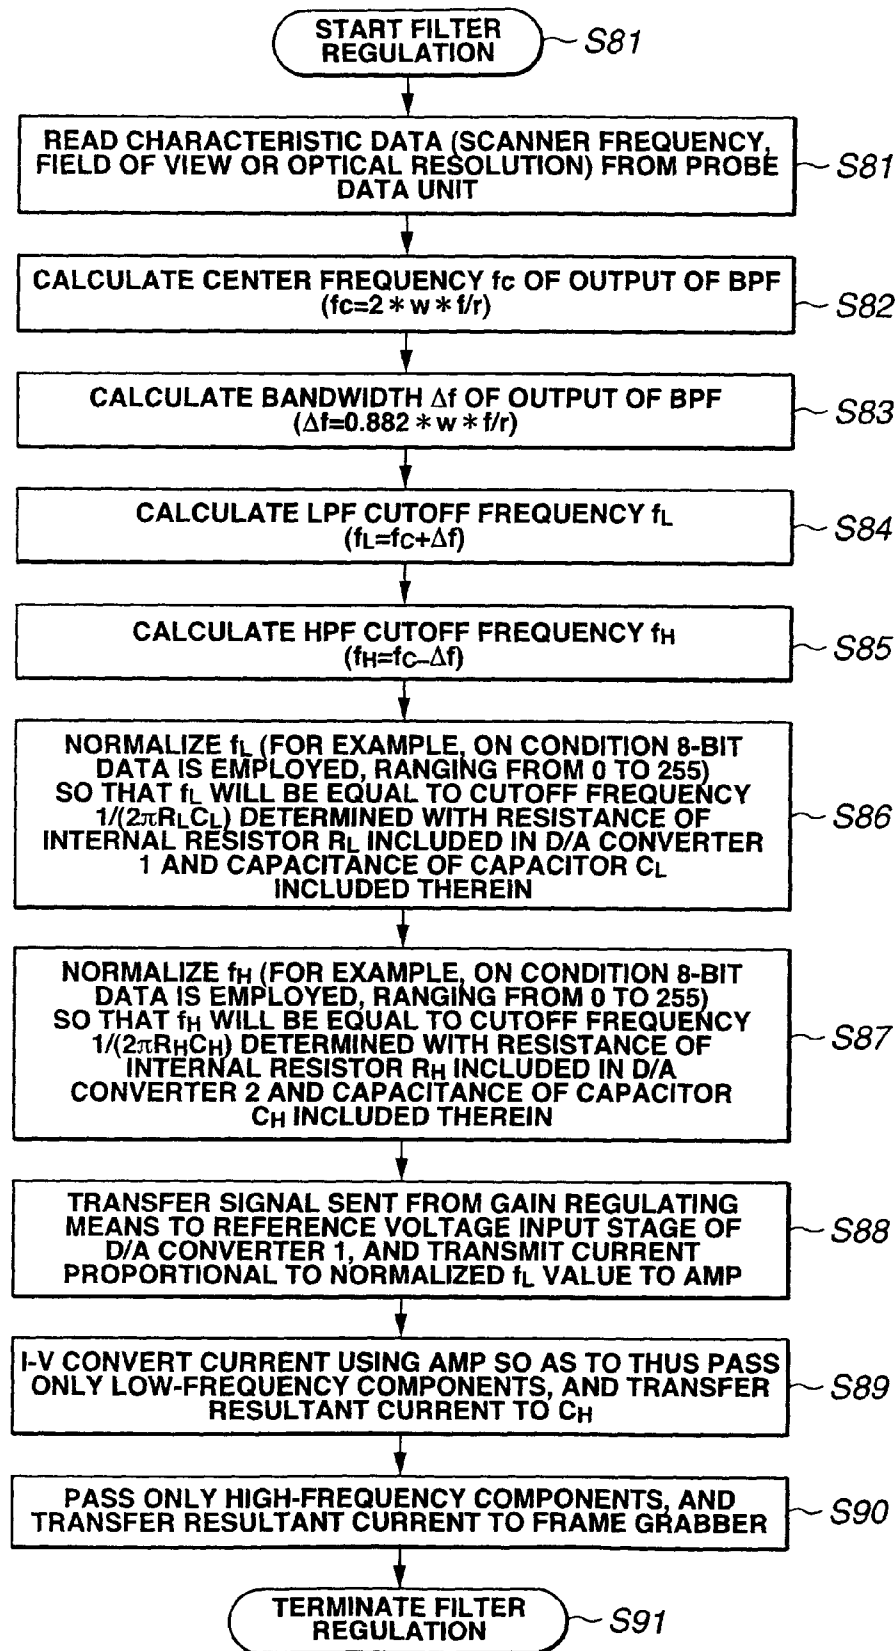 START FILTER
REGULATION
S81
READ CHARACTERISTIC DATA (SCANNER FREQUENCY,
FIELD OF VIEW OR OPTICAL RESOLUTION) FROM PROBE
DATA UNIT
S81
CALCULATE CENTER FREQUENCY fc OF OUTPUT OF BPF
(fc=2*w*f/r)
S82
CALCULATE BANDWIDTH Δf OF OUTPUT OF BPF
(Δf=0.882*w*f/r)
S83
CALCULATE LPF CUTOFF FREQUENCY fL
(fL=fC+Δf)
S84
CALCULATE HPF CUTOFF FREQUENCY fH
(fH=fC–Δf)
S85
NORMALIZE fL (FOR EXAMPLE, ON CONDITION 8-BIT
DATA IS EMPLOYED, RANGING FROM 0 TO 255)
SO THAT fL WILL BE EQUAL TO CUTOFF FREQUENCY
1/(2πRLCL) DETERMINED WITH RESISTANCE OF
INTERNAL RESISTOR RL INCLUDED IN D/A CONVERTER
1 AND CAPACITANCE OF CAPACITOR CL
INCLUDED THEREIN
S86
NORMALIZE fH (FOR EXAMPLE, ON CONDITION 8-BIT
DATA IS EMPLOYED, RANGING FROM 0 TO 255)
SO THAT fH WILL BE EQUAL TO CUTOFF FREQUENCY
1/(2πRHCH) DETERMINED WITH RESISTANCE OF
INTERNAL RESISTOR RH INCLUDED IN D/A
CONVERTER 2 AND CAPACITANCE OF CAPACITOR
CH INCLUDED THEREIN
S87
TRANSFER SIGNAL SENT FROM GAIN REGULATING
MEANS TO REFERENCE VOLTAGE INPUT STAGE OF
D/A CONVERTER 1, AND TRANSMIT CURRENT
PROPORTIONAL TO NORMALIZED fL VALUE TO AMP
S88
I-V CONVERT CURRENT USING AMP SO AS TO THUS PASS
ONLY LOW-FREQUENCY COMPONENTS, AND TRANSFER
RESULTANT CURRENT TO CH
S89
PASS ONLY HIGH-FREQUENCY COMPONENTS, AND
TRANSFER RESULTANT CURRENT TO FRAME GRABBER
S90
TERMINATE FILTER
REGULATION
S91